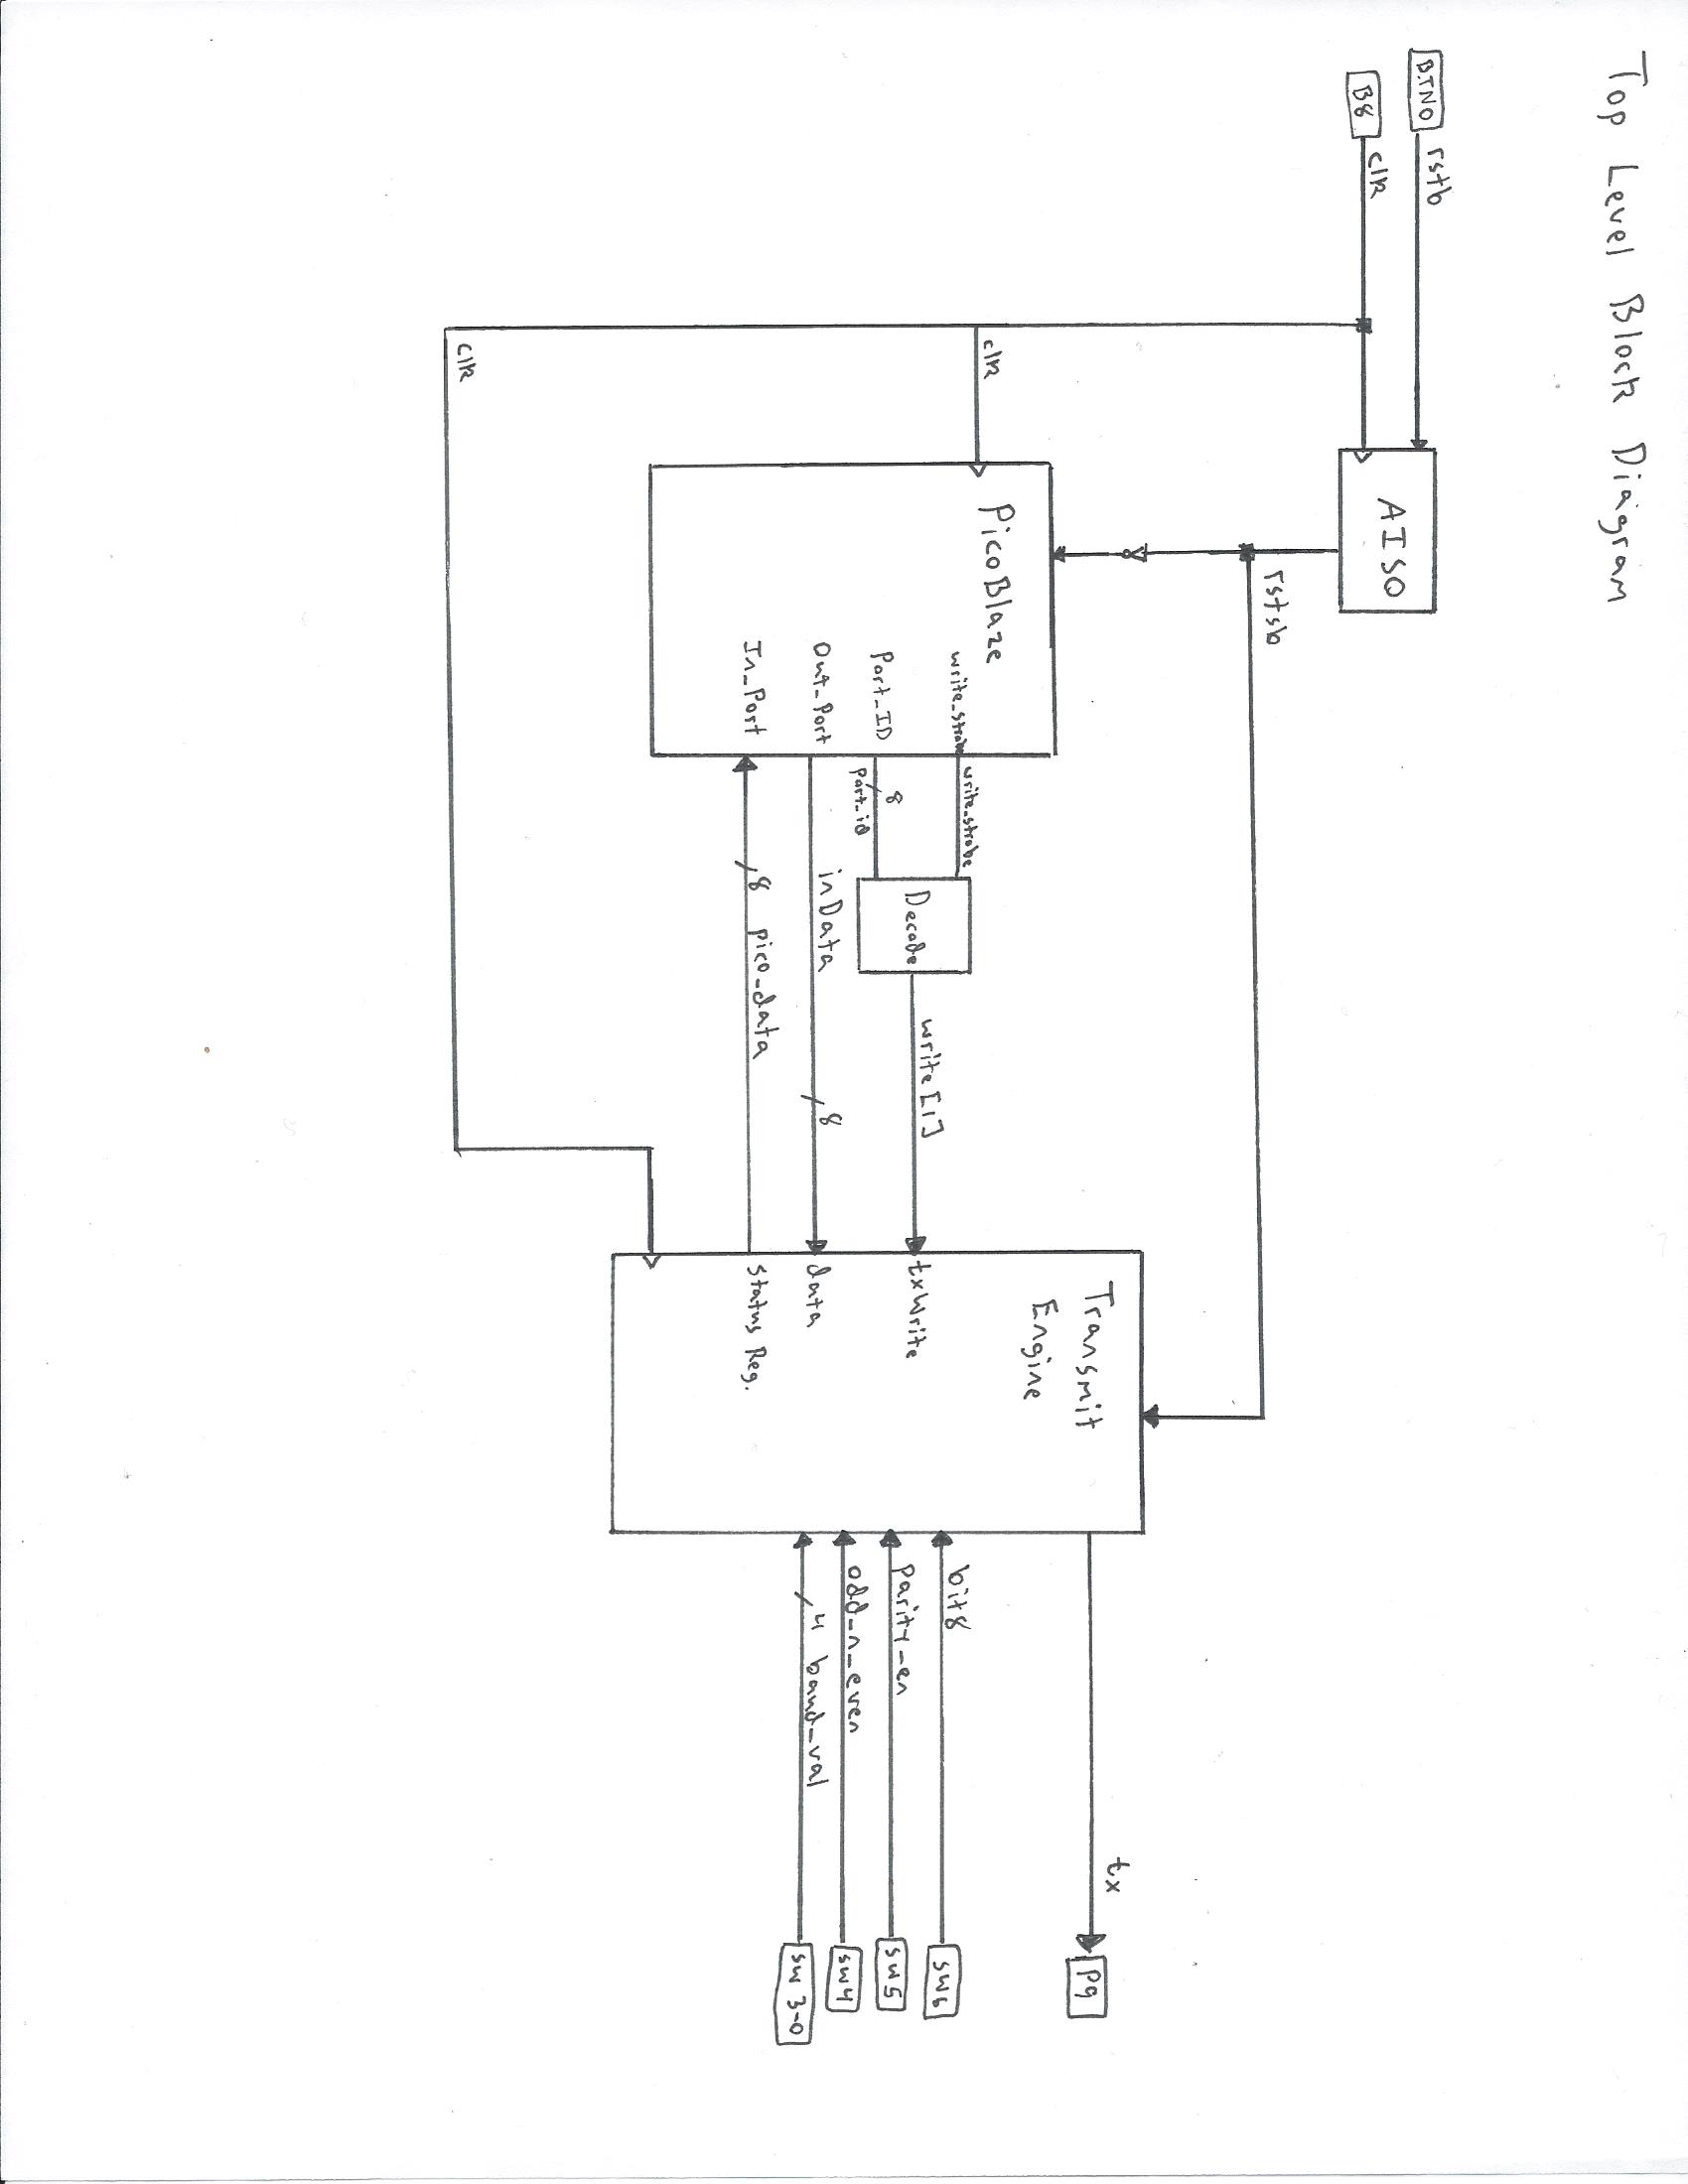 Top Level Block Diagram
BTN0
rstb
B8
clk
AISO
rstsb
clk
clk
PicoBlaze
write_strobe
Port_ID
Out_Port
In_Port
write_strobe
8
port_id
Decode
write[1]
inData
8
8 pico_data
Transmit
Engine
txWrite
data
Status Reg.
tx
P9
bit8
sw6
parity_en
sw5
odd_n_even
sw4
4 baud_val
sw 3-0